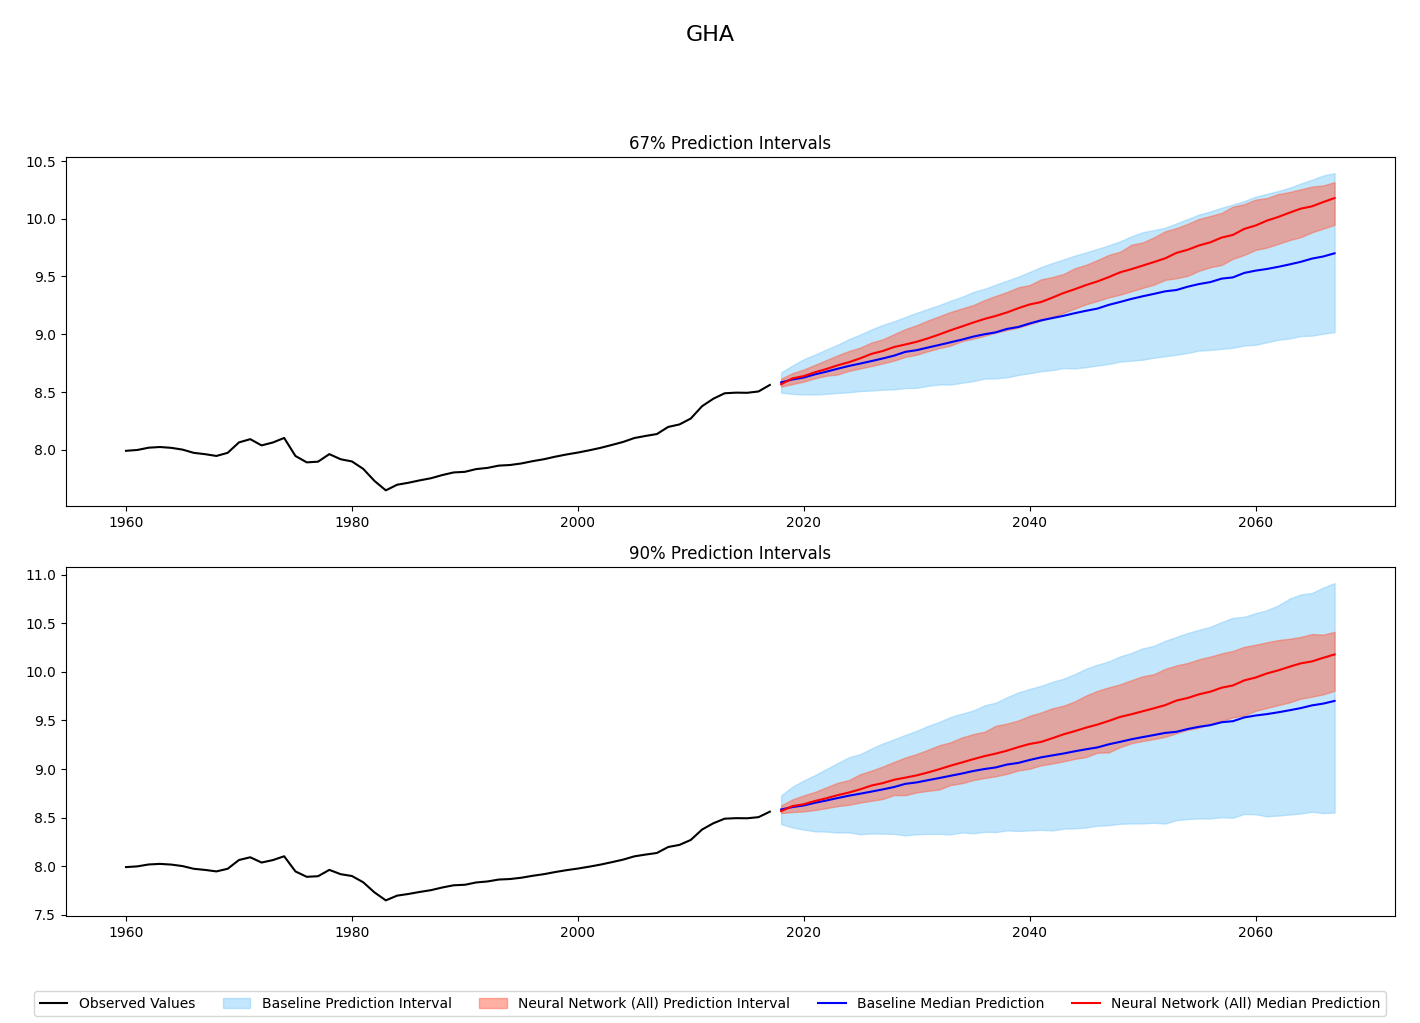 GHA
67% Prediction Intervals
10.5
10.0
9.5
9.0
8.5
8.0
1960 1980 2000 2020 2040 2060
90% Prediction Intervals
11.0
10.5
10.0
9.5
9.0
8.5
8.0
7.5
1960 1980 2000 2020 2040 2060
Observed Values Baseline Prediction Interval Neural Network (All) Prediction Interval Baseline Median Prediction Neural Network (All) Median Prediction